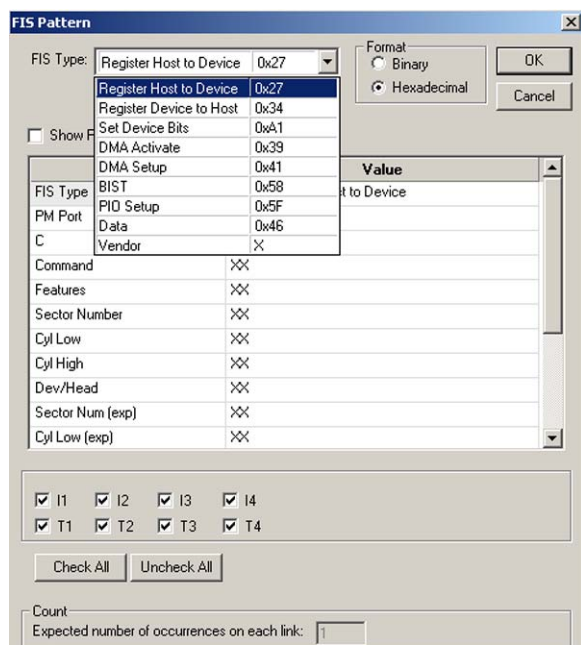 FIS Pattern
FIS Type: Register Host to Device 0x27
Format
Binary
Hexadecimal
OK
Cancel
Register Host to Device 0x27
Register Device to Host 0x34
Set Device Bits 0xA1
DMA Activate 0x39
DMA Setup 0x41
BIST 0x58
PIO Setup 0x5F
Data 0x46
Vendor X
Show
Value
FIS Type to Device
PM Port
C
Command XX
Features XX
Sector Number XX
Cyl Low XX
Cyl High XX
Dev/Head XX
Sector Num (exp) XX
Cyl Low (exp) XX
I1 I2 I3 I4
T1 T2 T3 T4
Check All Uncheck All
Count
Expected number of occurrences on each link: 1